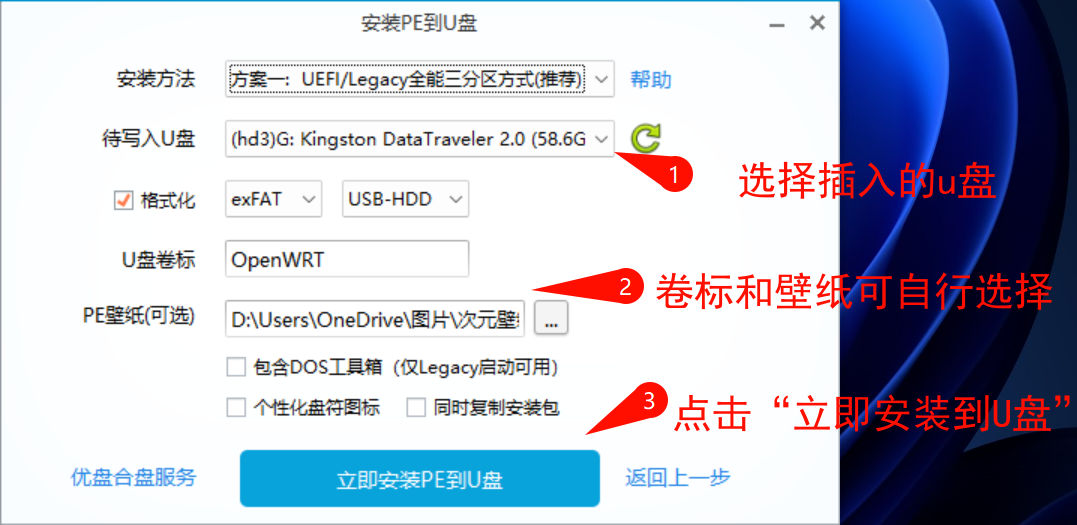 安装PE到U盘
安装方法 方案一：UEFI/Legacy全能三分区方式(推荐) 帮助
待写入U盘 (hd3)G: Kingston DataTraveler 2.0 (58.6G
1 选择插入的u盘
格式化 exFAT USB-HDD
U盘卷标 OpenWRT
2 卷标和壁纸可自行选择
PE壁纸(可选) D:\Users\OneDrive\图片\次元壁 ...
包含DOS工具箱（仅Legacy启动可用）
个性化盘符图标 同时复制安装包
3 点击“立即安装到U盘”
优盘合盘服务 立即安装PE到U盘 返回上一步